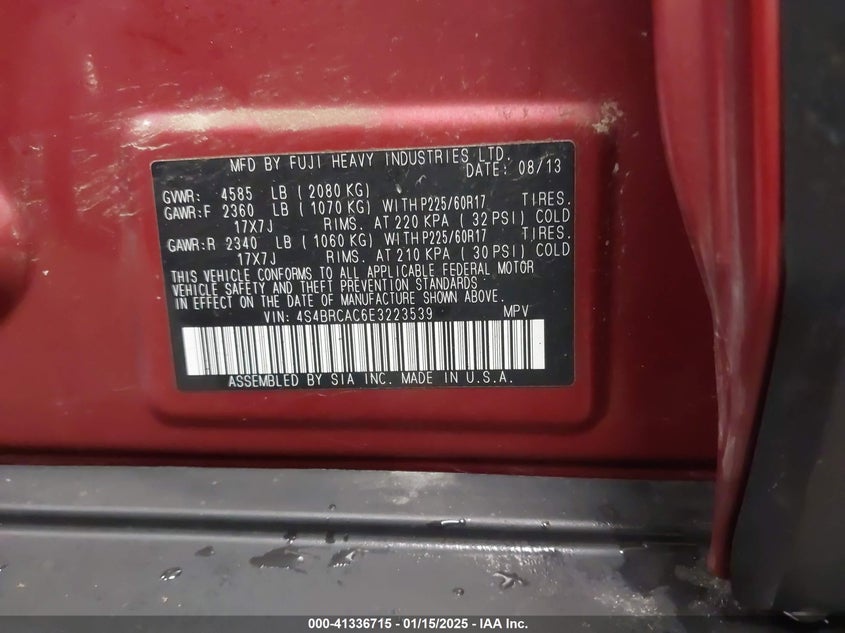 MFD BY FUJI HEAVY INDUSTRIES LTD.
DATE: 08/13
GVWR: 4585 LB ( 2080 KG)
GAWR:F 2360 LB ( 1070 KG) WITH P225/60R17 TIRES.
17X7J RIMS. AT 220 KPA ( 32 PSI) COLD
GAWR:R 2340 LB ( 1060 KG) WITH P225/60R17 TIRES.
17X7J RIMS. AT 210 KPA ( 30 PSI) COLD
THIS VEHICLE CONFORMS TO ALL APPLICABLE FEDERAL MOTOR
VEHICLE SAFETY AND THEFT PREVENTION STANDARDS
IN EFFECT ON THE DATE OF MANUFACTURE SHOWN ABOVE.
VIN: 4S4BRCAC6E3223539 MPV
ASSEMBLED BY SIA INC. MADE IN U.S.A.
000-41336715 - 01/15/2025 - IAA Inc.